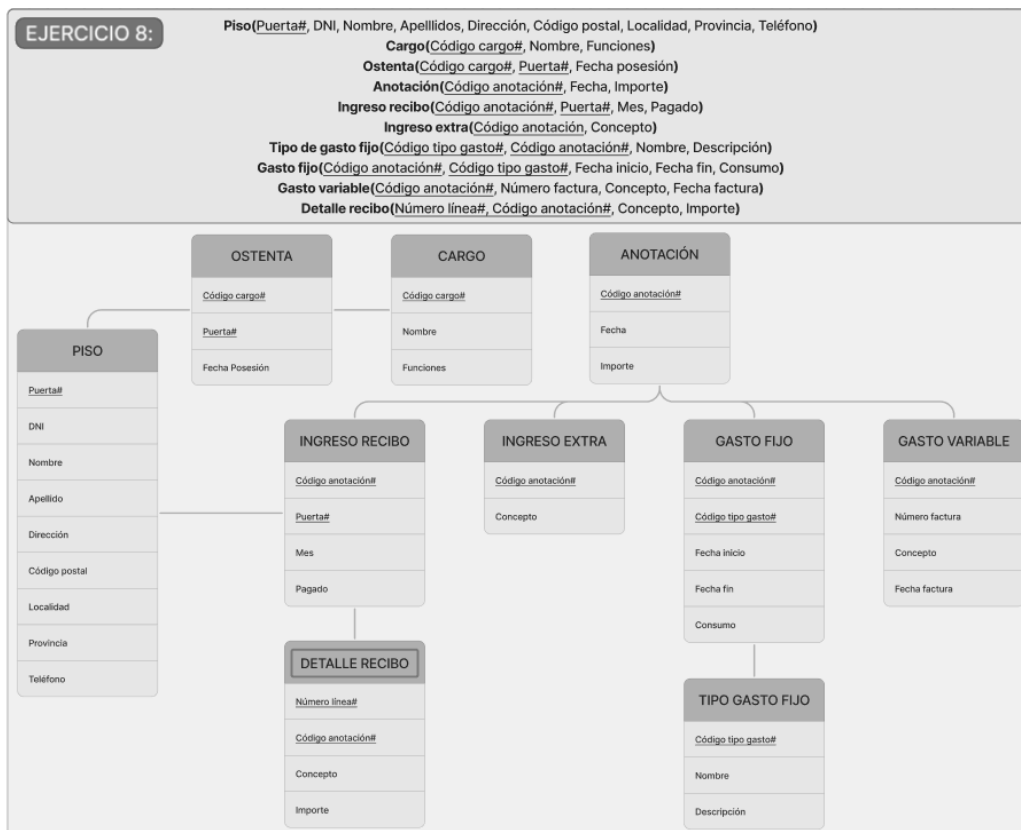 EJERCICIO 8:
Piso(Puerta#, DNI, Nombre, Apelllidos, Dirección, Código postal, Localidad, Provincia, Teléfono)
Cargo(Código cargo#, Nombre, Funciones)
Ostenta(Código cargo#, Puerta#, Fecha posesión)
Anotación(Código anotación#, Fecha, Importe)
Ingreso recibo(Código anotación#, Puerta#, Mes, Pagado)
Ingreso extra(Código anotación, Concepto)
Tipo de gasto fijo(Código tipo gasto#, Código anotación#, Nombre, Descripción)
Gasto fijo(Código anotación#, Código tipo gasto#, Fecha inicio, Fecha fin, Consumo)
Gasto variable(Código anotación#, Número factura, Concepto, Fecha factura)
Detalle recibo(Número línea#, Código anotación#, Concepto, Importe)
OSTENTA
Código cargo#
Puerta#
Fecha Posesión
CARGO
Código cargo#
Nombre
Funciones
ANOTACIÓN
Código anotación#
Fecha
Importe
PISO
Puerta#
DNI
Nombre
Apellido
Dirección
Código postal
Localidad
Provincia
Teléfono
INGRESO RECIBO
Código anotación#
Puerta#
Mes
Pagado
INGRESO EXTRA
Código anotación#
Concepto
GASTO FIJO
Código anotación#
Código tipo gasto#
Fecha inicio
Fecha fin
Consumo
GASTO VARIABLE
Código anotación#
Número factura
Concepto
Fecha factura
DETALLE RECIBO
Número línea#
Código anotación#
Concepto
Importe
TIPO GASTO FIJO
Código tipo gasto#
Nombre
Descripción